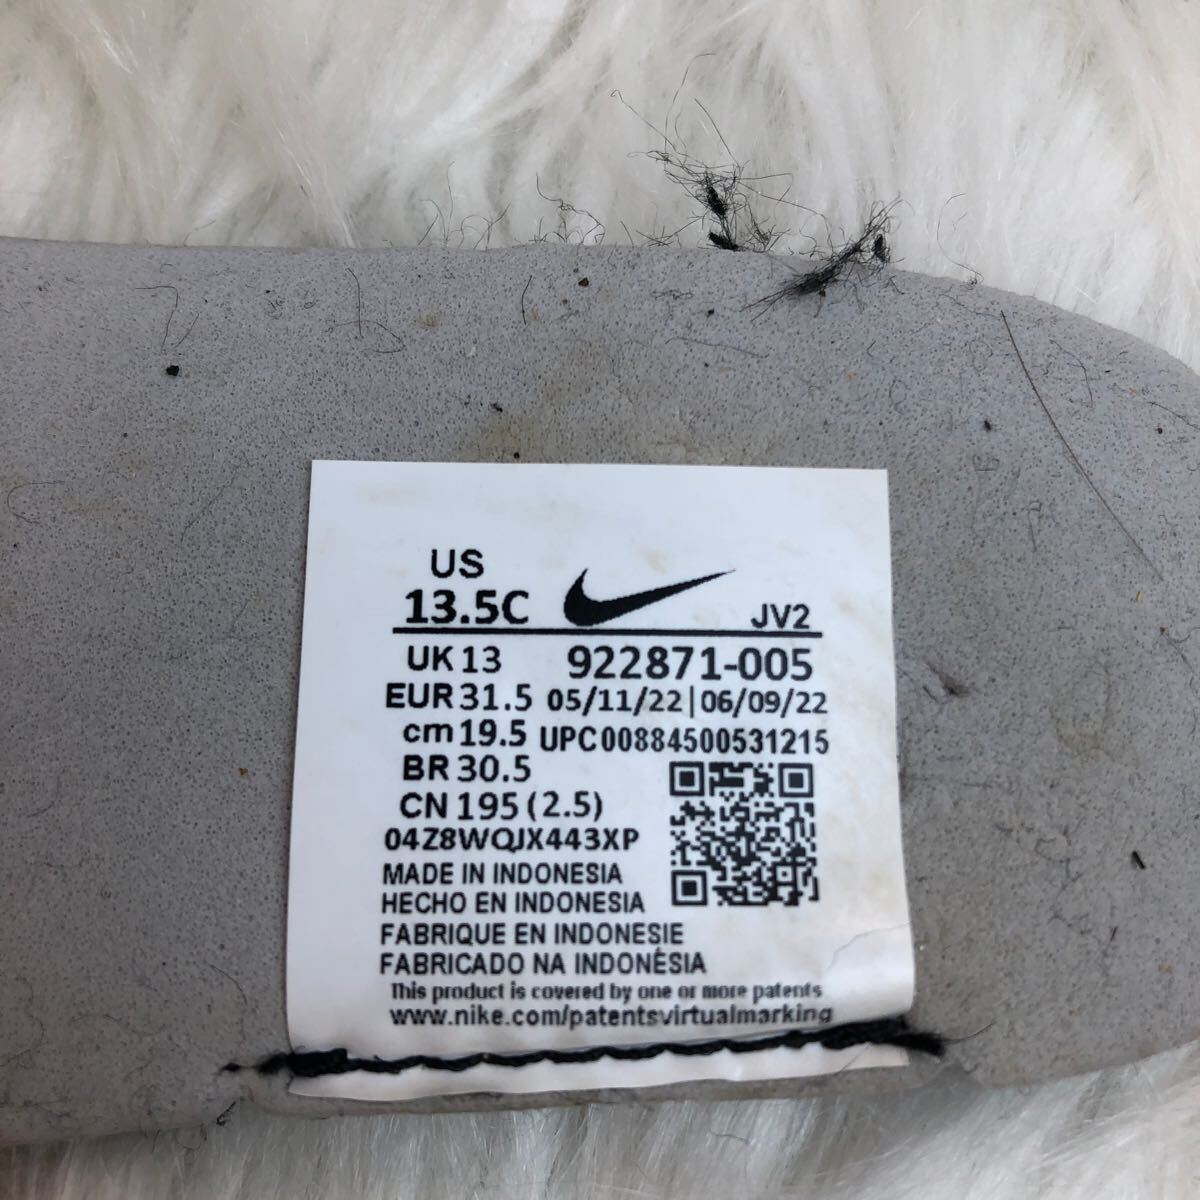 US
13.5C JV2
UK 13 922871-005
EUR 31.5 05/11/22|06/09/22
cm 19.5 UPC00884500531215
BR 30.5
CN 195 (2.5)
04Z8WQJX443XP
MADE IN INDONESIA
HECHO EN INDONESIA
FABRIQUE EN INDONESIE
FABRICADO NA INDONÉSIA
This product is covered by one or more patents
www.nike.com/patentsvirtualmarking